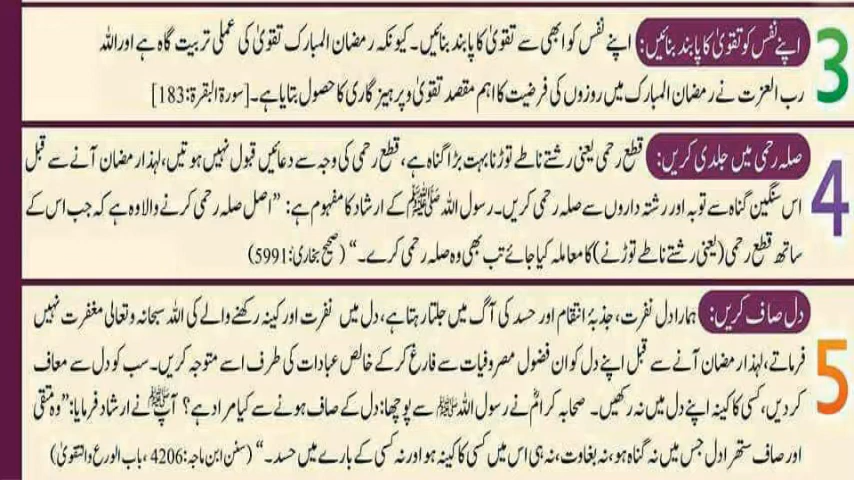 3 اپنے نفس کو تقویٰ کا پابند بنائیں: اپنے نفس کو ابھی سے تقویٰ کا پابند بنائیں۔ کیونکہ رمضان المبارک تقویٰ کی عملی تربیت گاہ ہے اور اللہ
رب العزت نے رمضان المبارک میں روزوں کی فرضیت کا اہم مقصد تقویٰ و پرہیز گاری کا حصول بتایا ہے۔ [سورۃ البقرۃ:183]
4 صلہ رحمی میں جلدی کریں: قطع رحمی یعنی رشتے ناطے توڑنا بہت بڑا گناہ ہے، قطع رحمی کی وجہ سے دعائیں قبول نہیں ہوتیں، لہٰذا رمضان آنے سے قبل
اس سنگین گناہ سے توبہ اور رشتہ داروں سے صلہ رحمی کریں۔ رسول اللہ ﷺ کے ارشاد کا مفہوم ہے: ”اصل صلہ رحمی کرنے والا وہ ہے کہ جب اس کے
ساتھ قطع رحمی (یعنی رشتے ناطے توڑنے) کا معاملہ کیا جائے تب بھی وہ صلہ رحمی کرے۔“ (صحیح بخاری:5991)
5 دل صاف کریں: ہمارا دل نفرت، جذبۂ انتقام اور حسد کی آگ میں جلتا رہتا ہے، دل میں نفرت اور کینہ رکھنے والے کی اللہ سبحانہ وتعالیٰ مغفرت نہیں
فرماتے، لہٰذا رمضان آنے سے قبل اپنے دل کو ان فضول مصروفیات سے فارغ کر کے خالص عبادات کی طرف اسے متوجہ کریں۔ سب کو دل سے معاف
کر دیں، کسی کا کینہ اپنے دل میں نہ رکھیں۔ صحابہ کرامؓ نے رسول اللہ ﷺ سے پوچھا: دل کے صاف ہونے سے کیا مراد ہے؟ آپ ﷺ نے ارشاد فرمایا: ”وہ متقی
اور صاف ستھرا دل جس میں نہ گناہ ہو، نہ بغاوت، نہ ہی اس میں کسی کا کینہ ہو اور نہ کسی کے بارے میں حسد۔“ (سنن ابن ماجہ:4206، باب الورع والتقویٰ)